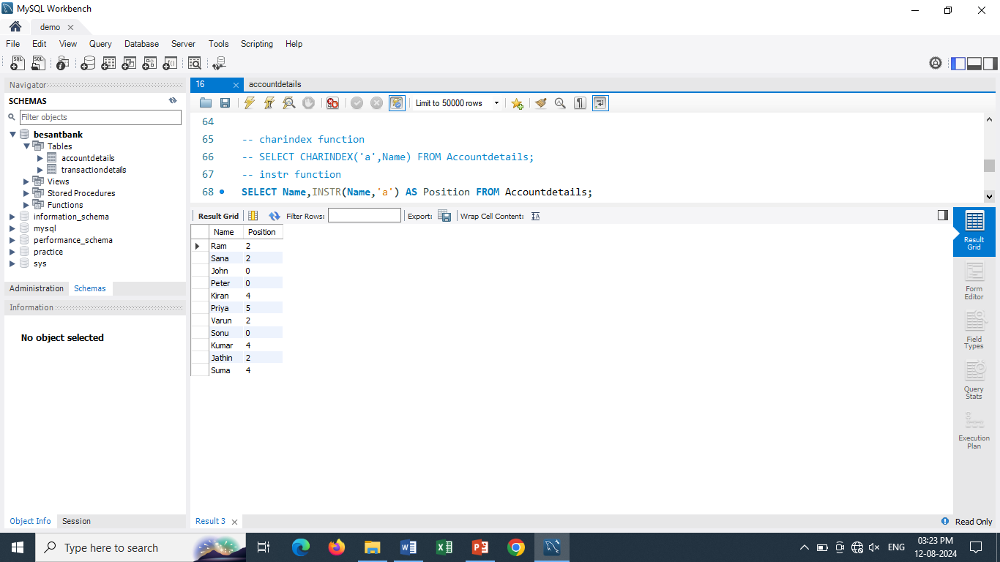 MySQL Workbench
demo
File Edit View Query Database Server Tools Scripting Help
Navigator
SCHEMAS
Filter objects
besantbank
Tables
accountdetails
transactiondetails
Views
Stored Procedures
Functions
information_schema
mysql
performance_schema
practice
sys
Administration Schemas
Information
No object selected
Object Info Session
16 accountdetails
Limit to 50000 rows
64
65 -- charindex function
66 -- SELECT CHARINDEX('a',Name) FROM Accountdetails;
67 -- instr function
68 SELECT Name,INSTR(Name,'a') AS Position FROM Accountdetails;
Result Grid Filter Rows: Export: Wrap Cell Content:
Name Position
Ram 2
Sana 2
John 0
Peter 0
Kiran 4
Priya 5
Varun 2
Sonu 0
Kumar 4
Jathin 2
Suma 4
Result
Grid
Form
Editor
Field
Types
Query
Stats
Execution
Plan
Result 3
Read Only
Type here to search
ENG
03:23 PM
12-08-2024